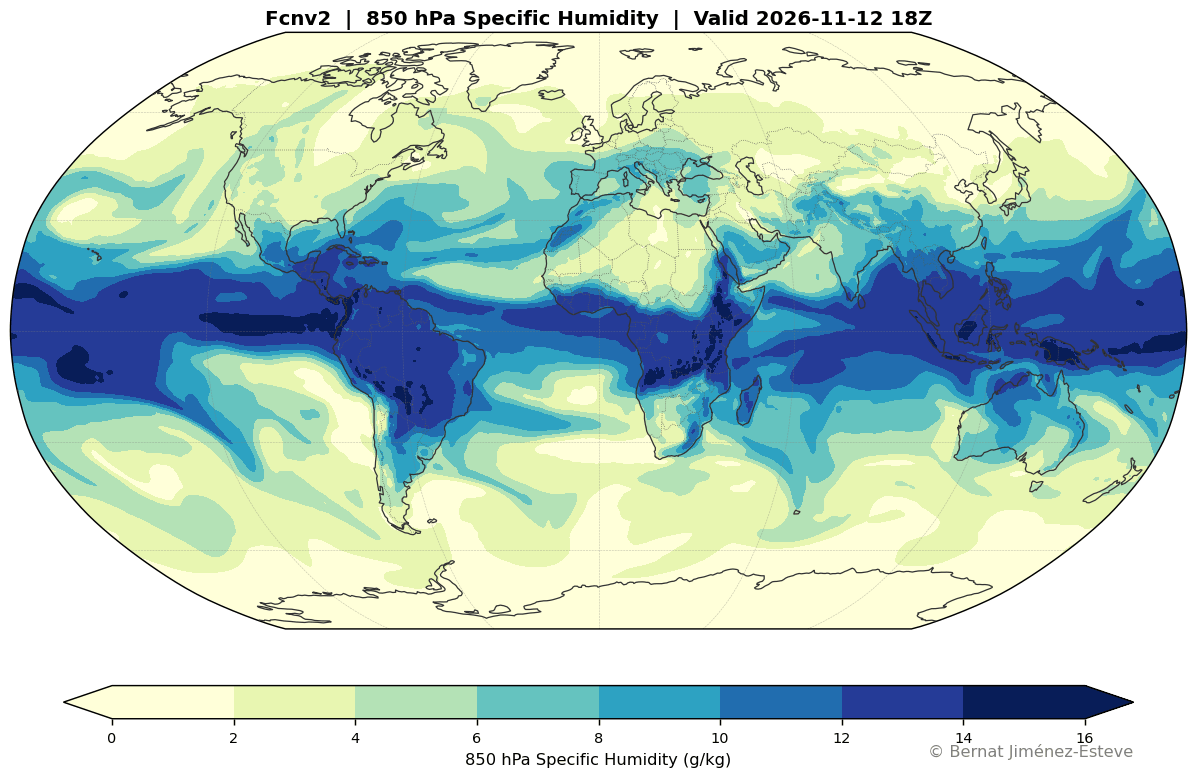 Fcnv2 | 850 hPa Specific Humidity | Valid 2026-11-12 18Z
0 2 4 6 8 10 12 14 16
850 hPa Specific Humidity (g/kg)
© Bernat Jiménez-Esteve